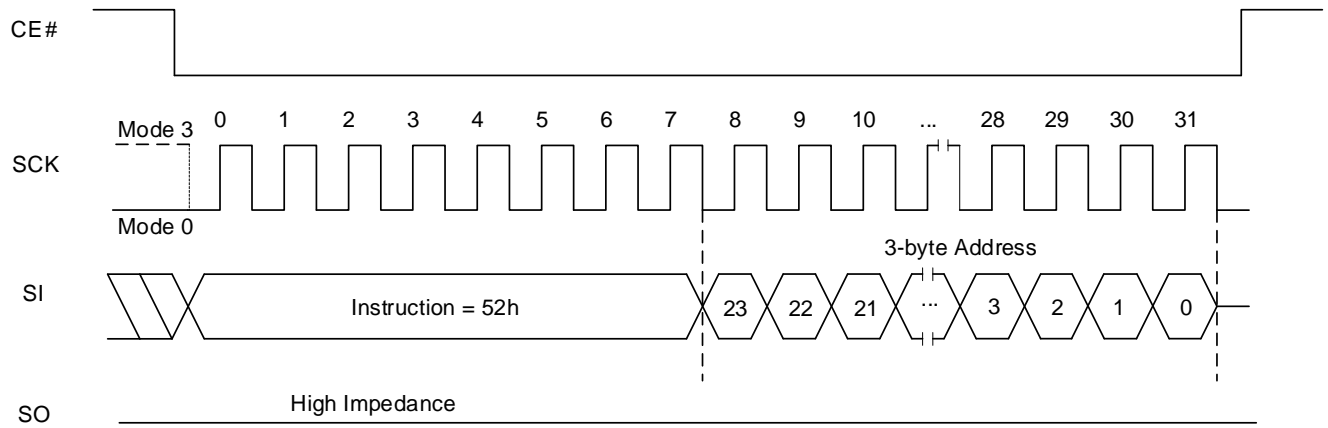 CE#
SCK
Mode 3
0 1 2 3 4 5 6 7 8 9 10 ... 28 29 30 31
Mode 0
3-byte Address
SI
Instruction = 52h
23 22 21 ... 3 2 1 0
SO
High Impedance